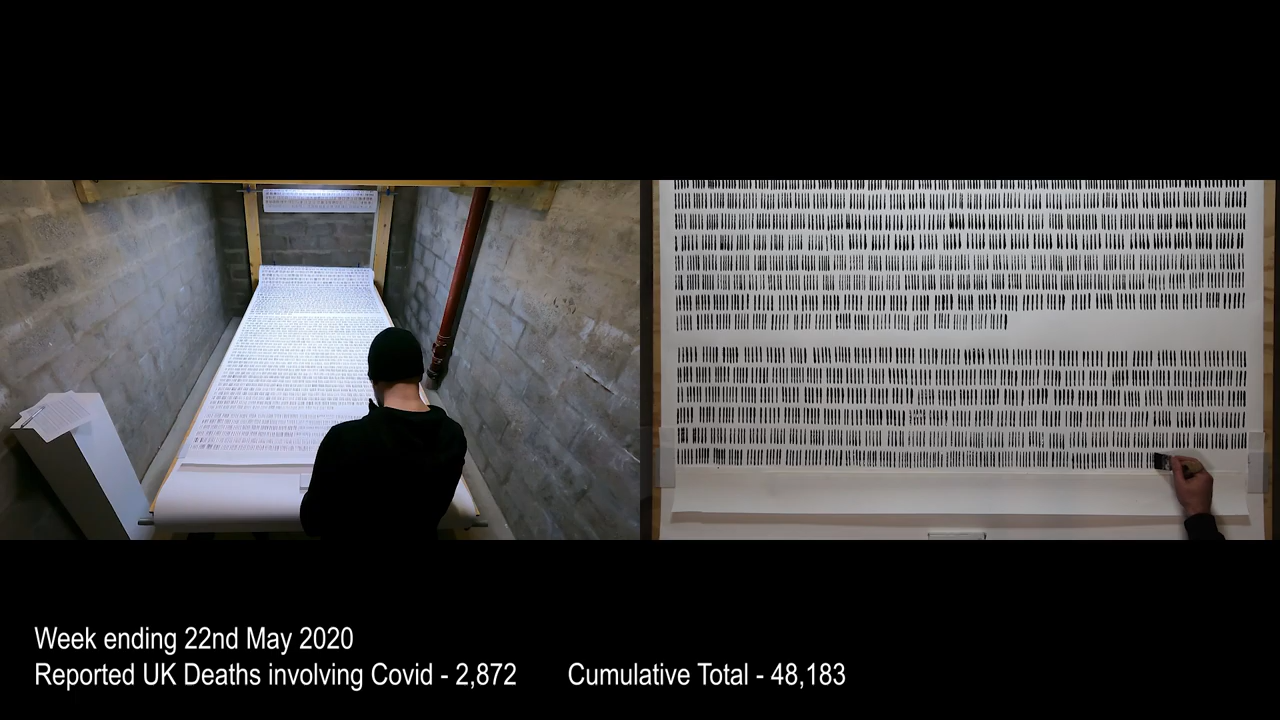 Week ending 22nd May 2020
Reported UK Deaths involving Covid - 2,872 Cumulative Total - 48,183